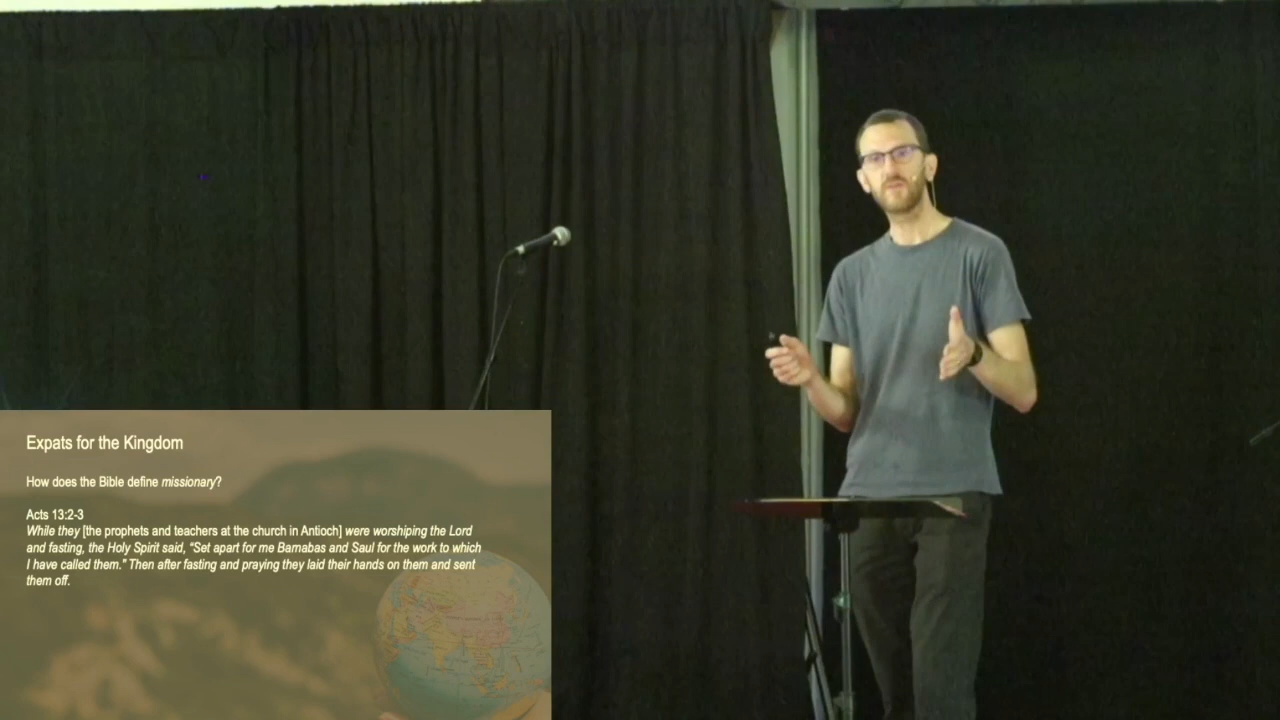 Expats for the Kingdom
How does the Bible define missionary?
Acts 13:2-3
While they [the prophets and teachers at the church in Antioch] were worshiping the Lord
and fasting, the Holy Spirit said, “Set apart for me Barnabas and Saul for the work to which
I have called them.” Then after fasting and praying they laid their hands on them and sent
them off.